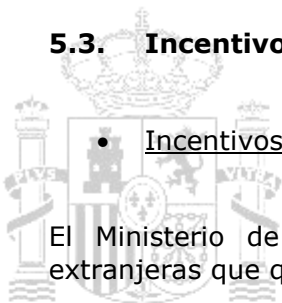 5.3. Incentivo
• Incentivos
El Ministerio de
extranjeras que q
PLVS VLTRA